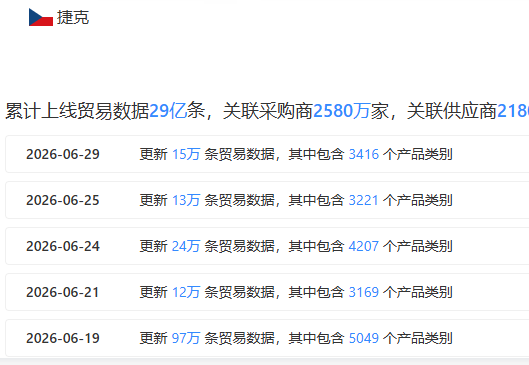 捷克
累计上线贸易数据29亿条，关联采购商2580万家，关联供应商218
2026-06-29 更新 15万 条贸易数据，其中包含 3416 个产品类别
2026-06-25 更新 13万 条贸易数据，其中包含 3221 个产品类别
2026-06-24 更新 24万 条贸易数据，其中包含 4207 个产品类别
2026-06-21 更新 12万 条贸易数据，其中包含 3169 个产品类别
2026-06-19 更新 97万 条贸易数据，其中包含 5049 个产品类别